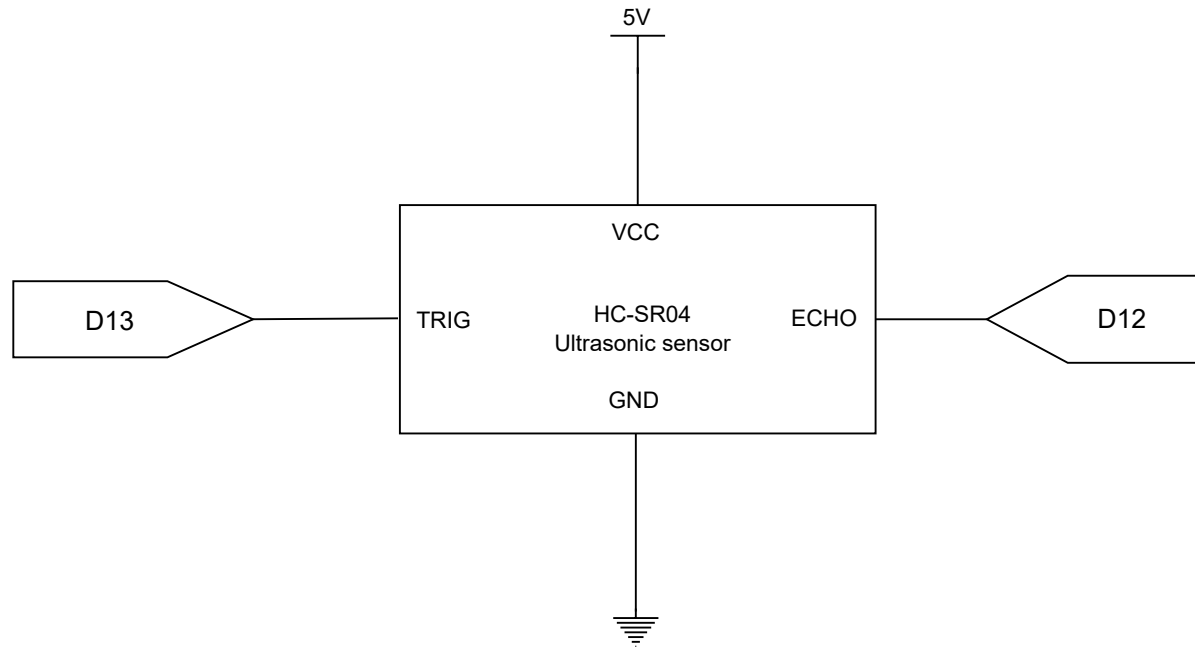 5V
VCC
D13
TRIG
HC-SR04
Ultrasonic sensor
ECHO
D12
GND